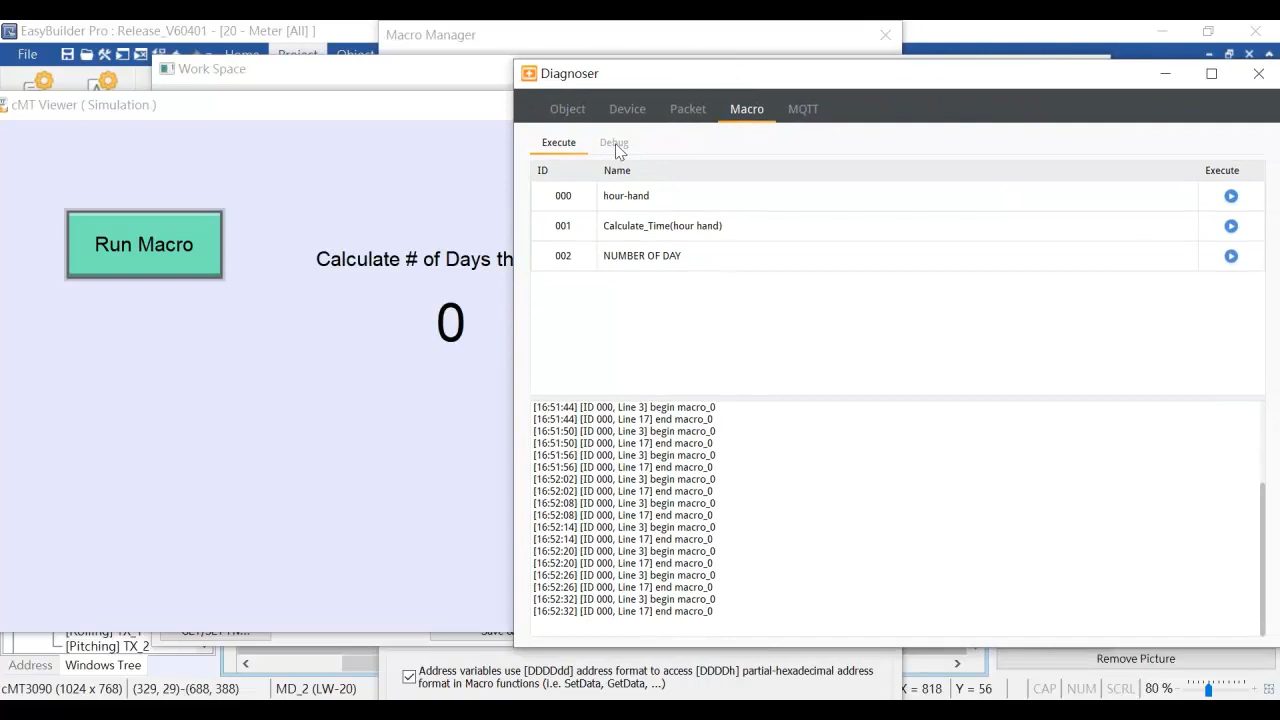 EasyBuilder Pro : Release_V60401 - [20 - Meter [All] ]
Macro Manager
File
Home
Project
Object
Work Space
Diagnoser
cMT Viewer ( Simulation )
Object Device Packet Macro MQTT
Execute Debug
ID Name Execute
000 hour-hand
001 Calculate_Time(hour hand)
002 NUMBER OF DAY
Run Macro
Calculate # of Days th
0
[16:51:44] [ID 000, Line 3] begin macro_0
[16:51:44] [ID 000, Line 17] end macro_0
[16:51:50] [ID 000, Line 3] begin macro_0
[16:51:50] [ID 000, Line 17] end macro_0
[16:51:56] [ID 000, Line 3] begin macro_0
[16:51:56] [ID 000, Line 17] end macro_0
[16:52:02] [ID 000, Line 3] begin macro_0
[16:52:02] [ID 000, Line 17] end macro_0
[16:52:08] [ID 000, Line 3] begin macro_0
[16:52:08] [ID 000, Line 17] end macro_0
[16:52:14] [ID 000, Line 3] begin macro_0
[16:52:14] [ID 000, Line 17] end macro_0
[16:52:20] [ID 000, Line 3] begin macro_0
[16:52:20] [ID 000, Line 17] end macro_0
[16:52:26] [ID 000, Line 3] begin macro_0
[16:52:26] [ID 000, Line 17] end macro_0
[16:52:32] [ID 000, Line 3] begin macro_0
[16:52:32] [ID 000, Line 17] end macro_0
[Rolling] TX_1
[Pitching] TX_2
GET/SET FN...
Address Windows Tree
Remove Picture
Address variables use [DDDDdd] address format to access [DDDDh] partial-hexadecimal address
format in Macro functions (i.e. SetData, GetData, ...)
cMT3090 (1024 x 768) (329, 29)-(688, 388) MD_2 (LW-20)
X = 818 Y = 56 CAP NUM SCRL 80 %